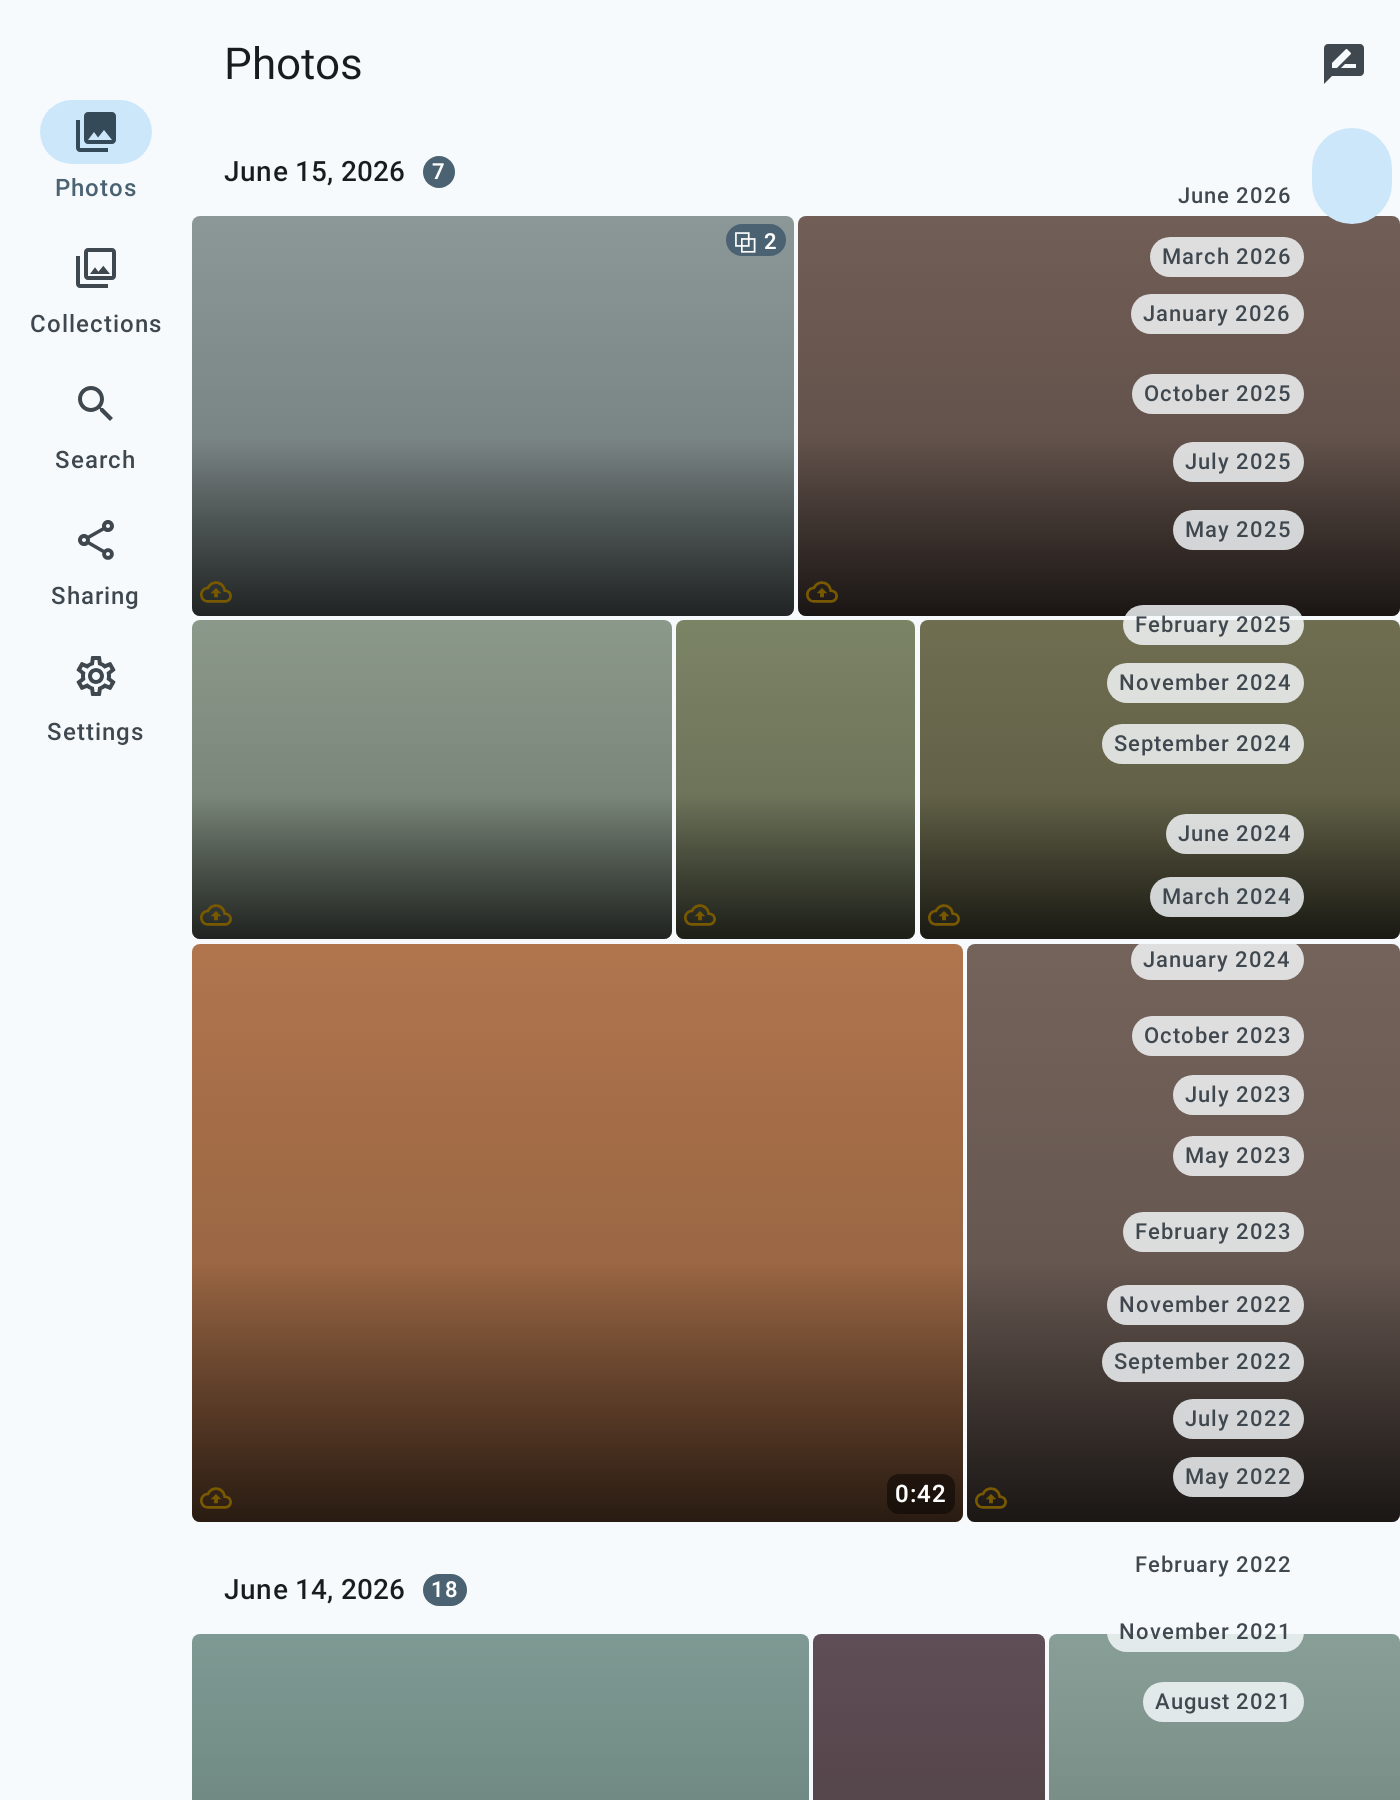 Photos
Photos
Collections
Search
Sharing
Settings
June 15, 2026 7
2
0:42
June 14, 2026 18
June 2026
March 2026
January 2026
October 2025
July 2025
May 2025
February 2025
November 2024
September 2024
June 2024
March 2024
January 2024
October 2023
July 2023
May 2023
February 2023
November 2022
September 2022
July 2022
May 2022
February 2022
November 2021
August 2021